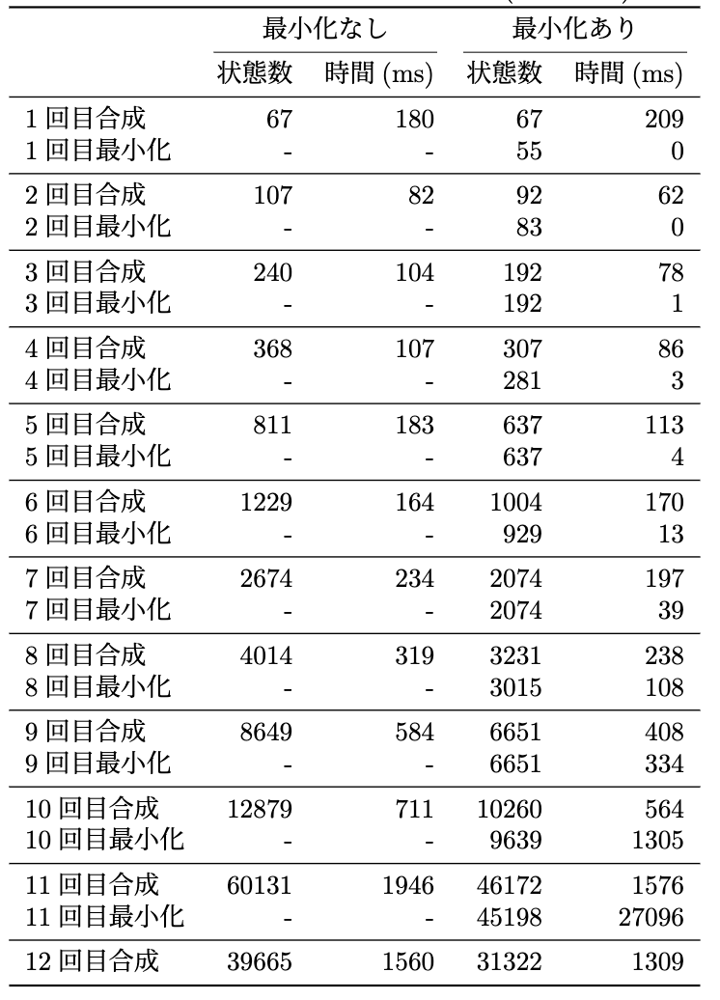 最小化なし 最小化あり
状態数 時間 (ms) 状態数 時間 (ms)
1 回目合成 67 180 67 209
1 回目最小化 - - 55 0
2 回目合成 107 82 92 62
2 回目最小化 - - 83 0
3 回目合成 240 104 192 78
3 回目最小化 - - 192 1
4 回目合成 368 107 307 86
4 回目最小化 - - 281 3
5 回目合成 811 183 637 113
5 回目最小化 - - 637 4
6 回目合成 1229 164 1004 170
6 回目最小化 - - 929 13
7 回目合成 2674 234 2074 197
7 回目最小化 - - 2074 39
8 回目合成 4014 319 3231 238
8 回目最小化 - - 3015 108
9 回目合成 8649 584 6651 408
9 回目最小化 - - 6651 334
10 回目合成 12879 711 10260 564
10 回目最小化 - - 9639 1305
11 回目合成 60131 1946 46172 1576
11 回目最小化 - - 45198 27096
12 回目合成 39665 1560 31322 1309